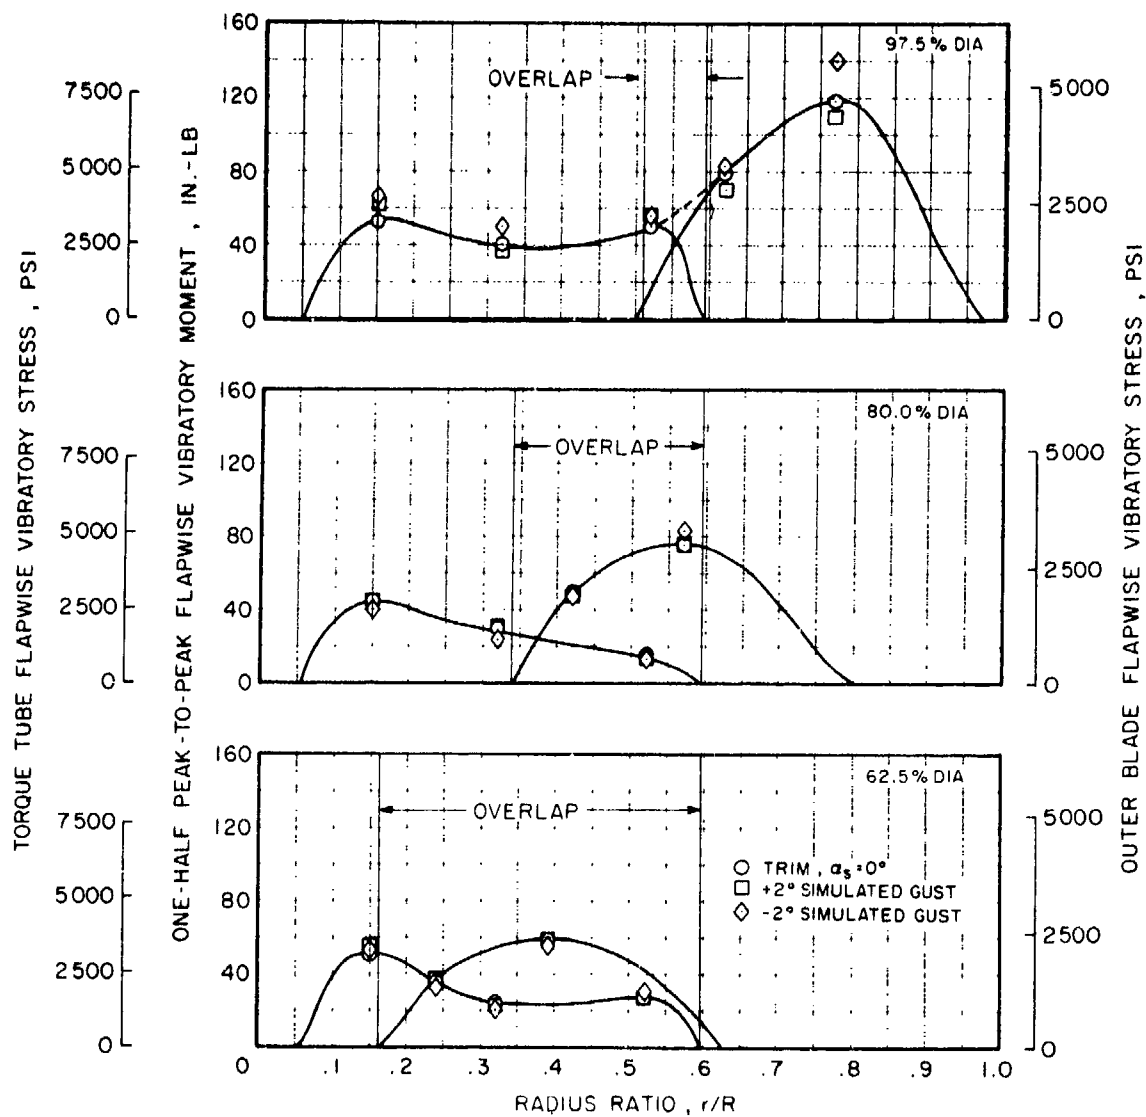 TORQUE TUBE FLAPWISE VIBRATORY STRESS , PSI
ONE-HALF PEAK-TO-PEAK FLAPWISE VIBRATORY MOMENT , IN.-LB
OUTER BLADE FLAPWISE VIBRATORY STRESS , PSI
97.5% DIA
OVERLAP
7500
5000
2500
0
160
120
80
40
0
5000
2500
0
80.0% DIA
OVERLAP
7500
5000
2500
0
160
120
80
40
0
5000
2500
0
62.5% DIA
OVERLAP
7500
5000
2500
0
160
120
80
40
5000
2500
0
TRIM , αs=0°
+2° SIMULATED GUST
-2° SIMULATED GUST
0 .1 .2 .3 .4 .5 .6 .7 .8 .9 1.0
RADIUS RATIO , r/R